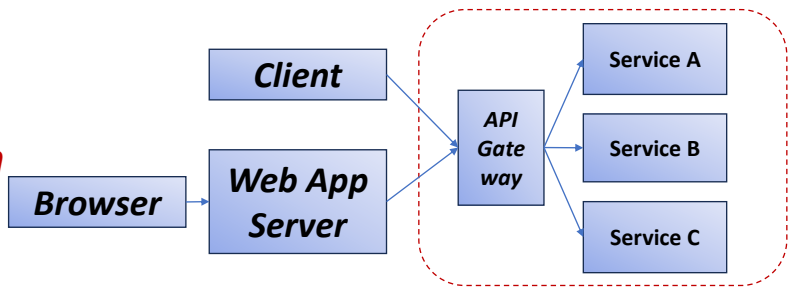 Client
Browser
Web App
Server
API
Gate
way
Service A
Service B
Service C